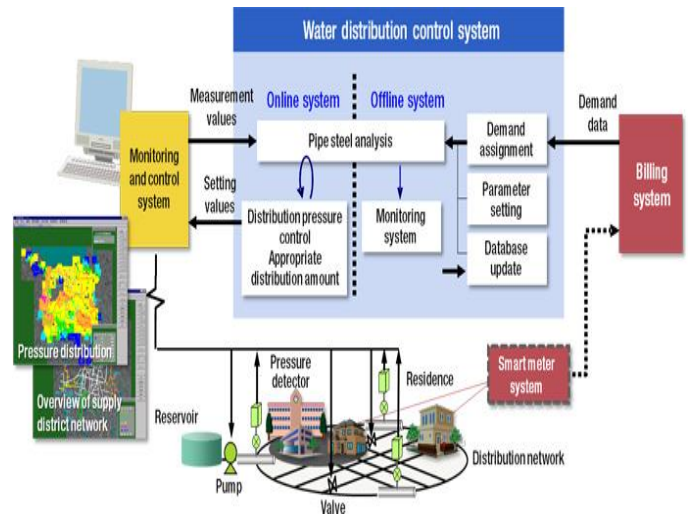 Water distribution control system
Measurement
values
Online system
Offline system
Demand
data
Pipe steel analysis
Demand
assignment
Monitoring
and control
system
Billing
system
Setting
values
Parameter
setting
Distribution pressure
control
Appropriate
distribution amount
Monitoring
system
Database
update
Pressure distribution
Overview of supply
district network
Pressure
detector
Residence
Smart meter
system
Reservoir
Pump
Valve
Distribution network